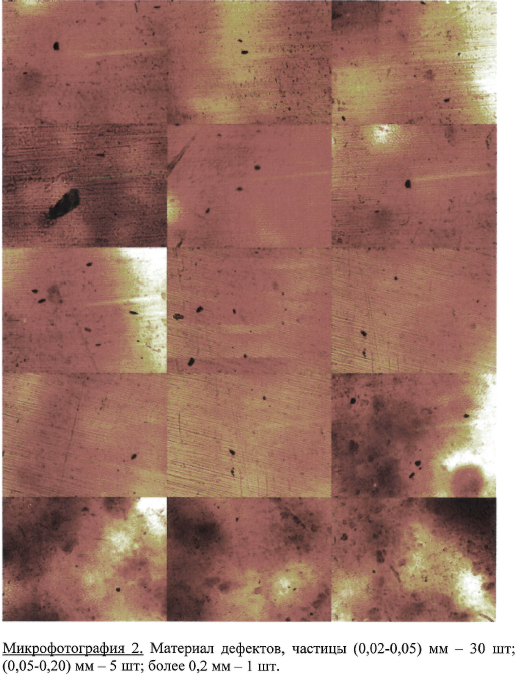 Микрофотография 2. Материал дефектов, частицы (0,02-0,05) мм – 30 шт;
(0,05-0,20) мм – 5 шт; более 0,2 мм – 1 шт.